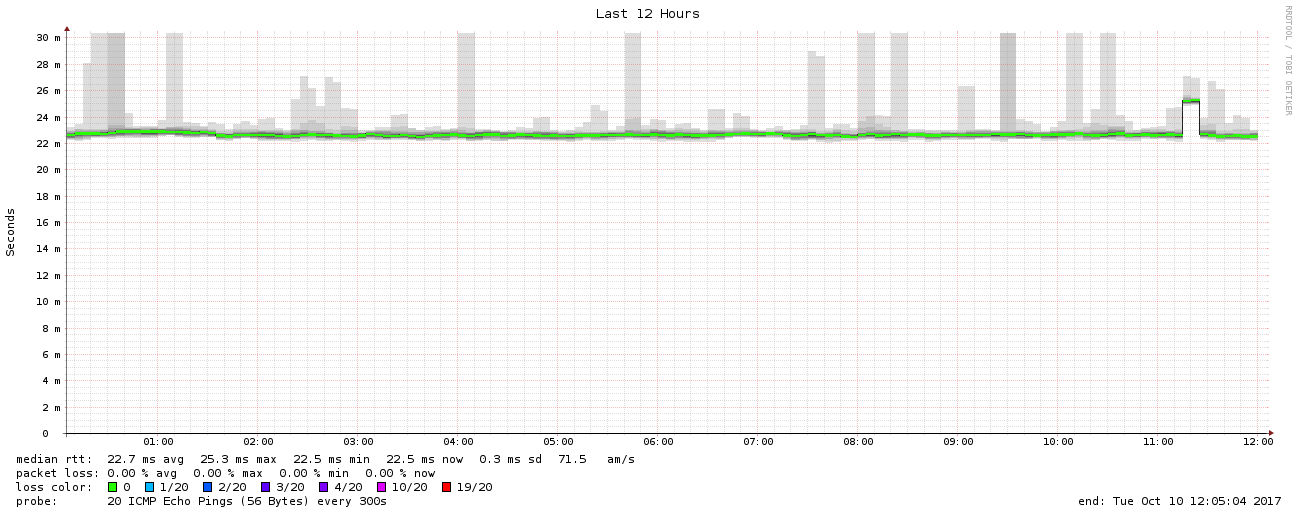 Last 12 Hours
RRDTOOL / TOBI OETIKER
Seconds
30 m
28 m
26 m
24 m
22 m
20 m
18 m
16 m
14 m
12 m
10 m
8 m
6 m
4 m
2 m
0
01:00 02:00 03:00 04:00 05:00 06:00 07:00 08:00 09:00 10:00 11:00 12:00
median rtt: 22.7 ms avg 25.3 ms max 22.5 ms min 22.5 ms now 0.3 ms sd 71.5 am/s
packet loss: 0.00 % avg 0.00 % max 0.00 % min 0.00 % now
loss color: 0 1/20 2/20 3/20 4/20 10/20 19/20
probe: 20 ICMP Echo Pings (56 Bytes) every 300s end: Tue Oct 10 12:05:04 2017